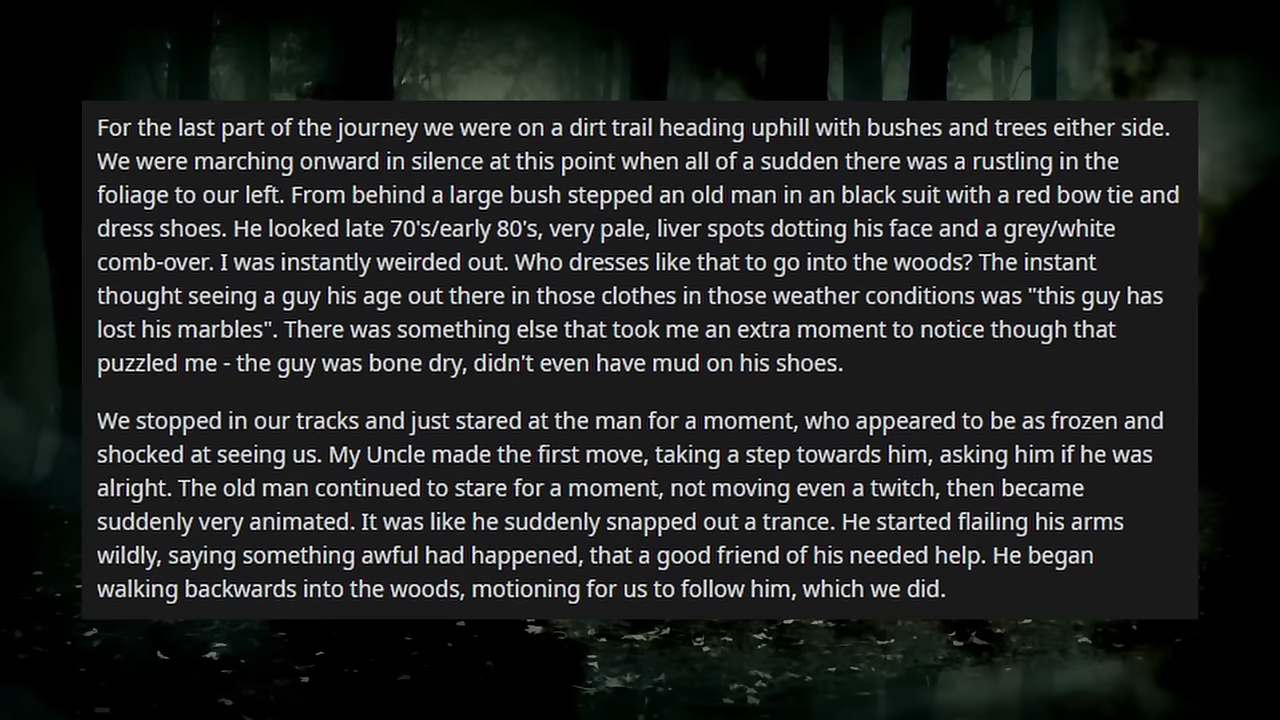 For the last part of the journey we were on a dirt trail heading uphill with bushes and trees either side.
We were marching onward in silence at this point when all of a sudden there was a rustling in the
foliage to our left. From behind a large bush stepped an old man in an black suit with a red bow tie and
dress shoes. He looked late 70's/early 80's, very pale, liver spots dotting his face and a grey/white
comb-over. I was instantly weirded out. Who dresses like that to go into the woods? The instant
thought seeing a guy his age out there in those clothes in those weather conditions was "this guy has
lost his marbles". There was something else that took me an extra moment to notice though that
puzzled me - the guy was bone dry, didn't even have mud on his shoes.
We stopped in our tracks and just stared at the man for a moment, who appeared to be as frozen and
shocked at seeing us. My Uncle made the first move, taking a step towards him, asking him if he was
alright. The old man continued to stare for a moment, not moving even a twitch, then became
suddenly very animated. It was like he suddenly snapped out a trance. He started flailing his arms
wildly, saying something awful had happened, that a good friend of his needed help. He began
walking backwards into the woods, motioning for us to follow him, which we did.